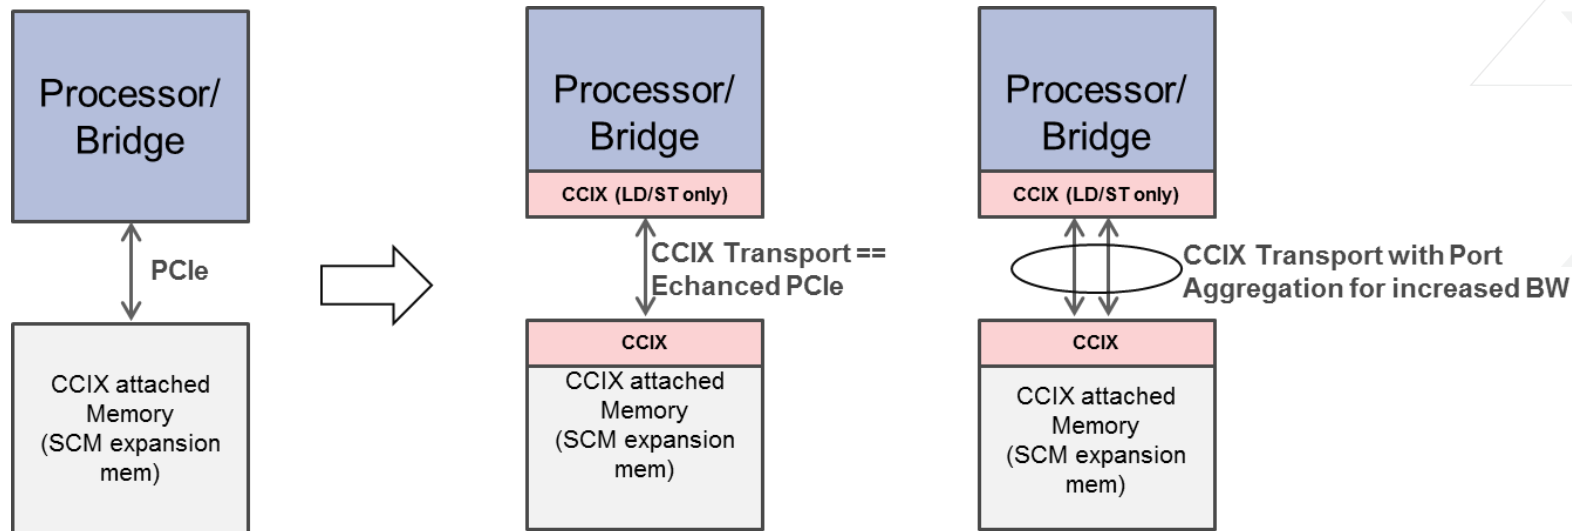 Processor/
Bridge
PCIe
CCIX attached
Memory
(SCM expansion
mem)
Processor/
Bridge
CCIX (LD/ST only)
CCIX Transport ==
Echanced PCIe
CCIX
CCIX attached
Memory
(SCM expansion
mem)
Processor/
Bridge
CCIX (LD/ST only)
CCIX Transport with Port
Aggregation for increased BW
CCIX
CCIX attached
Memory
(SCM expansion
mem)